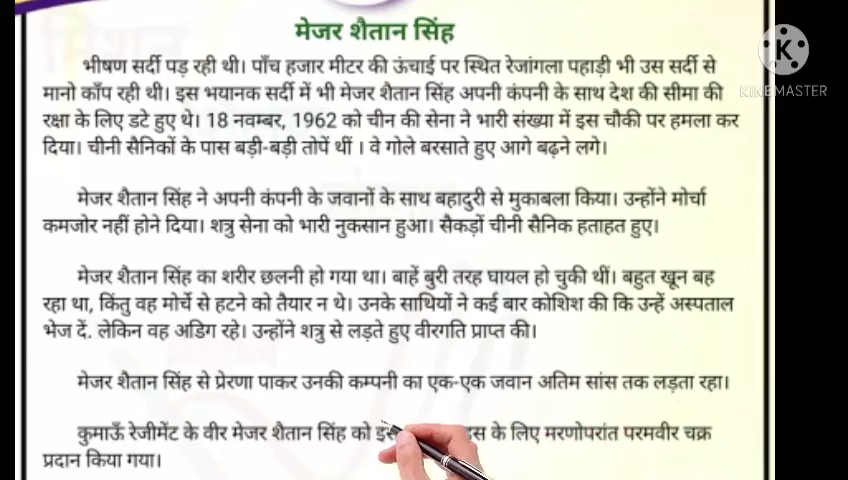 मेजर शैतान सिंह
भीषण सर्दी पड़ रही थी। पाँच हजार मीटर की ऊंचाई पर स्थित रेजांगला पहाड़ी भी उस सर्दी से
मानो काँप रही थी। इस भयानक सर्दी में भी मेजर शैतान सिंह अपनी कंपनी के साथ देश की सीमा की
रक्षा के लिए डटे हुए थे। 18 नवम्बर, 1962 को चीन की सेना ने भारी संख्या में इस चौकी पर हमला कर
दिया। चीनी सैनिकों के पास बड़ी-बड़ी तोपें थीं । वे गोले बरसाते हुए आगे बढ़ने लगे।
मेजर शैतान सिंह ने अपनी कंपनी के जवानों के साथ बहादुरी से मुकाबला किया। उन्होंने मोर्चा
कमजोर नहीं होने दिया। शत्रु सेना को भारी नुकसान हुआ। सैकड़ों चीनी सैनिक हताहत हुए।
मेजर शैतान सिंह का शरीर छलनी हो गया था। बाहें बुरी तरह घायल हो चुकी थीं। बहुत खून बह
रहा था, किंतु वह मोर्चे से हटने को तैयार न थे। उनके साथियों ने कई बार कोशिश की कि उन्हें अस्पताल
भेज दें. लेकिन वह अडिग रहे। उन्होंने शत्रु से लड़ते हुए वीरगति प्राप्त की।
मेजर शैतान सिंह से प्रेरणा पाकर उनकी कम्पनी का एक-एक जवान अतिम सांस तक लड़ता रहा।
कुमाऊँ रेजीमेंट के वीर मेजर शैतान सिंह को के लिए मरणोपरांत परमवीर चक्र
प्रदान किया गया।
K
KINEMASTER